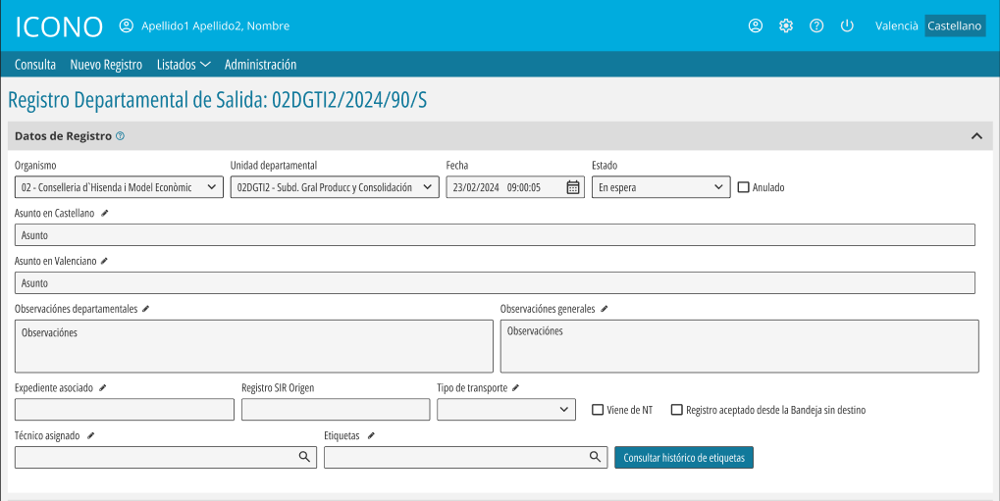 ICONO Apellido1 Apellido2, Nombre Valencià Castellano
Consulta Nuevo Registro Listados Administración
Registro Departamental de Salida: 02DGTI2/2024/90/S
Datos de Registro
Organismo Unidad departamental Fecha Estado
02 - Conselleria d`Hisenda i Model Econòmic 02DGTI2 - Subd. Gral Producc y Consolidación 23/02/2024 09:00:05 En espera Anulado
Asunto en Castellano
Asunto
Asunto en Valenciano
Asunto
Observaciónes departamentales Observaciónes generales
Observaciónes Observaciónes
Expediente asociado Registro SIR Origen Tipo de transporte
Viene de NT Registro aceptado desde la Bandeja sin destino
Técnico asignado Etiquetas
Consultar histórico de etiquetas